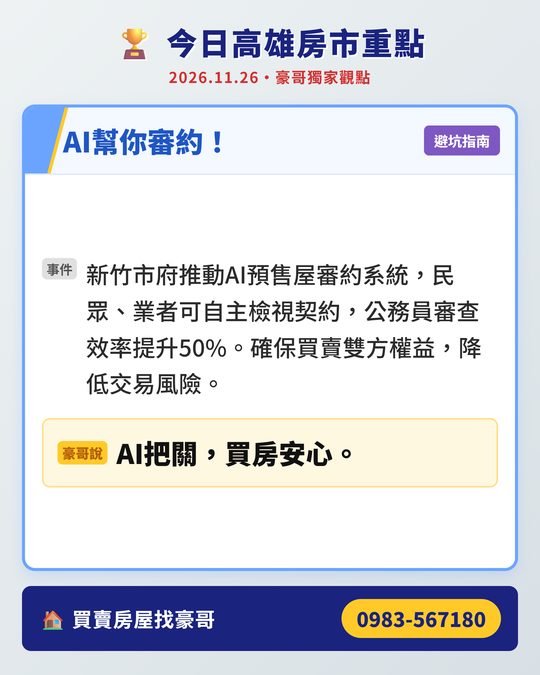 今日高雄房市重點
2026.11.26・豪哥獨家觀點
AI幫你審約！
避坑指南
事件
新竹市府推動AI預售屋審約系統，民
眾、業者可自主檢視契約，公務員審查
效率提升50%。確保買賣雙方權益，降
低交易風險。
豪哥說
AI把關，買房安心。
買賣房屋找豪哥
0983-567180